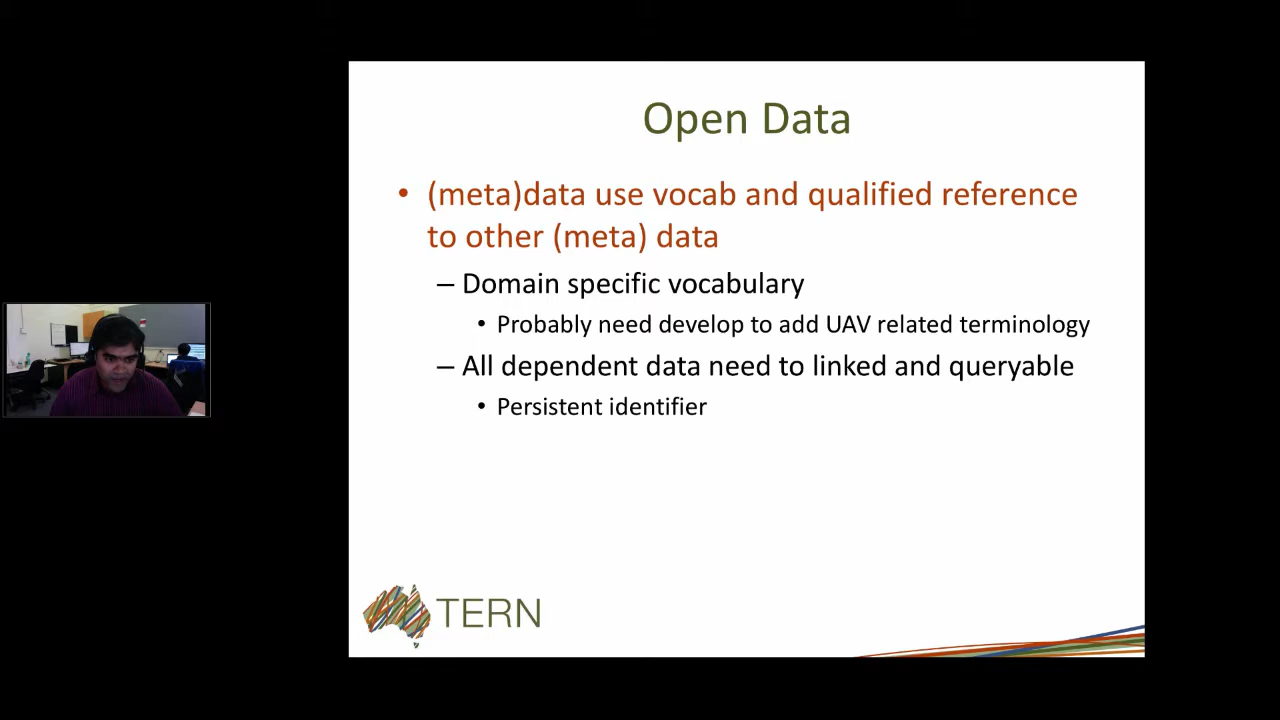 Open Data
• (meta)data use vocab and qualified reference
to other (meta) data
– Domain specific vocabulary
• Probably need develop to add UAV related terminology
– All dependent data need to linked and queryable
• Persistent identifier
TERN